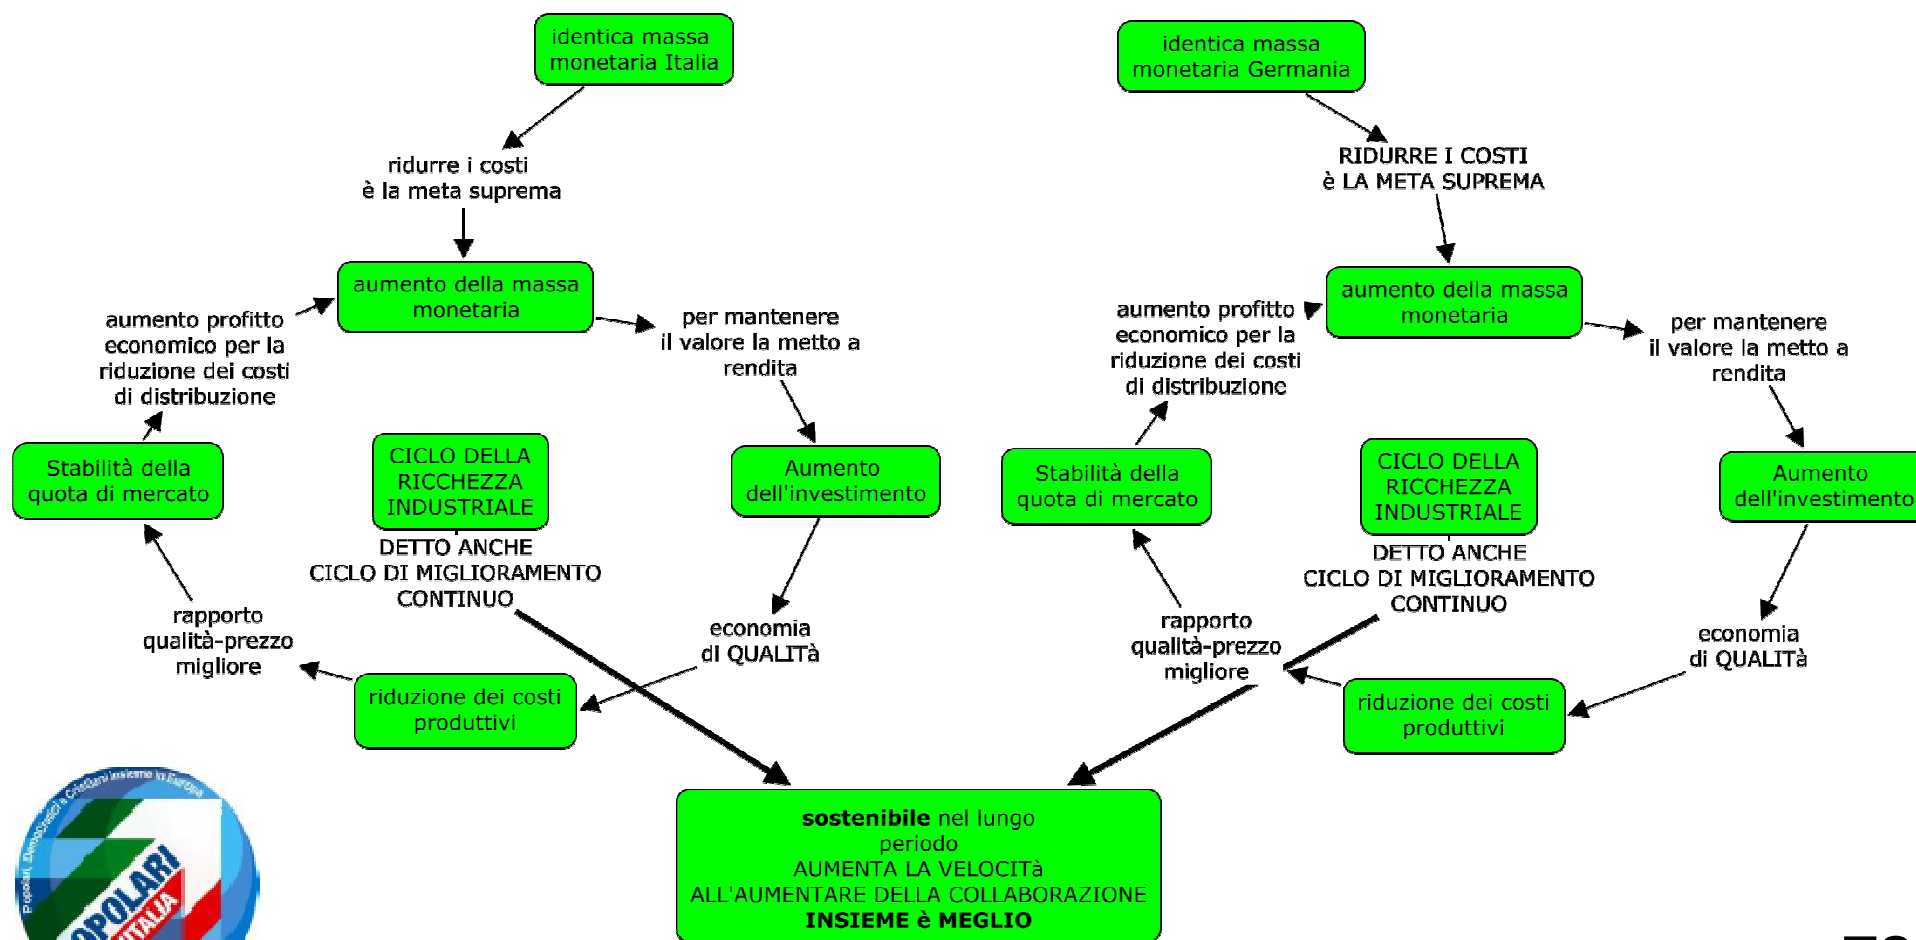 identica massa
monetaria Italia
ridurre i costi
è la meta suprema
aumento della massa
monetaria
per mantenere
il valore la metto a
rendita
Aumento
dell'investimento
economia
di QUALITà
riduzione dei costi
produttivi
rapporto
qualità-prezzo
migliore
Stabilità della
quota di mercato
aumento profitto
economico per la
riduzione dei costi
di distribuzione
CICLO DELLA
RICCHEZZA
INDUSTRIALE
DETTO ANCHE
CICLO DI MIGLIORAMENTO
CONTINUO
identica massa
monetaria Germania
RIDURRE I COSTI
è LA META SUPREMA
aumento della massa
monetaria
per mantenere
il valore la metto a
rendita
Aumento
dell'investimento
economia
di QUALITà
riduzione dei costi
produttivi
rapporto
qualità-prezzo
migliore
Stabilità della
quota di mercato
aumento profitto
economico per la
riduzione dei costi
di distribuzione
CICLO DELLA
RICCHEZZA
INDUSTRIALE
DETTO ANCHE
CICLO DI MIGLIORAMENTO
CONTINUO
sostenibile nel lungo
periodo
AUMENTA LA VELOCITà
ALL'AUMENTARE DELLA COLLABORAZIONE
INSIEME è MEGLIO
Popolari, Democratici e Cristiani insieme in Europa
OPOLARI
ITALIA